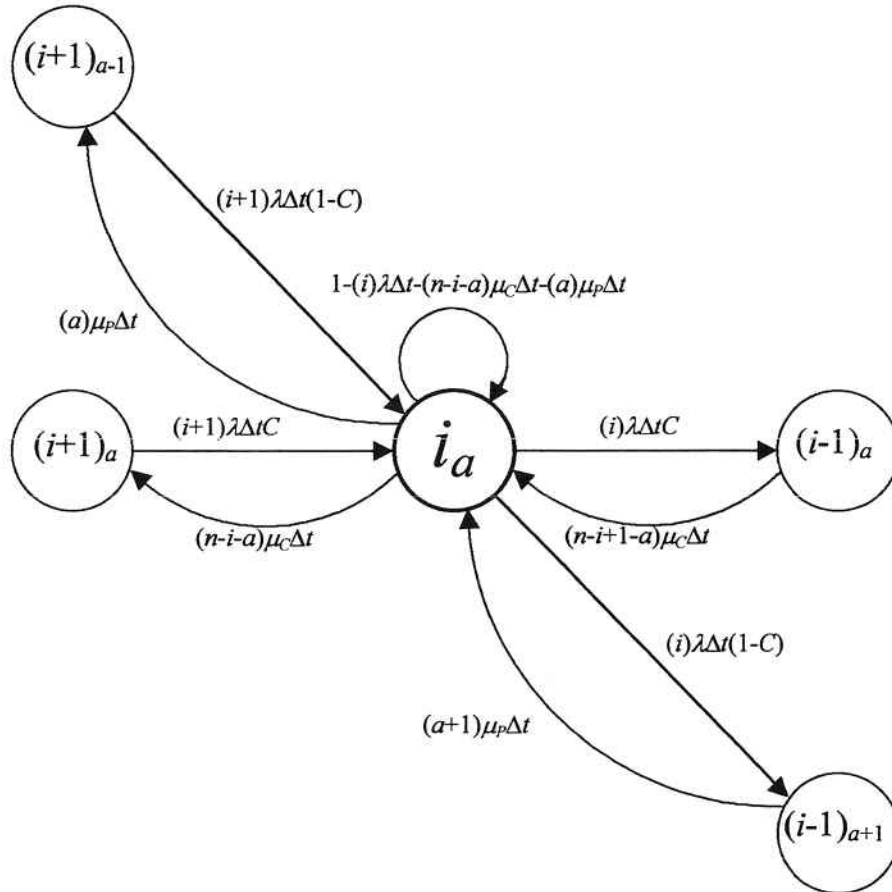 (i+1)a-1
(i+1)λΔt(1-C)
1-(i)λΔt-(n-i-a)μCΔt-(a)μPΔt
(a)μPΔt
(i+1)a
(i+1)λΔtC
ia
(i)λΔtC
(i-1)a
(n-i-a)μCΔt
(n-i+1-a)μCΔt
(i)λΔt(1-C)
(a+1)μPΔt
(i-1)a+1